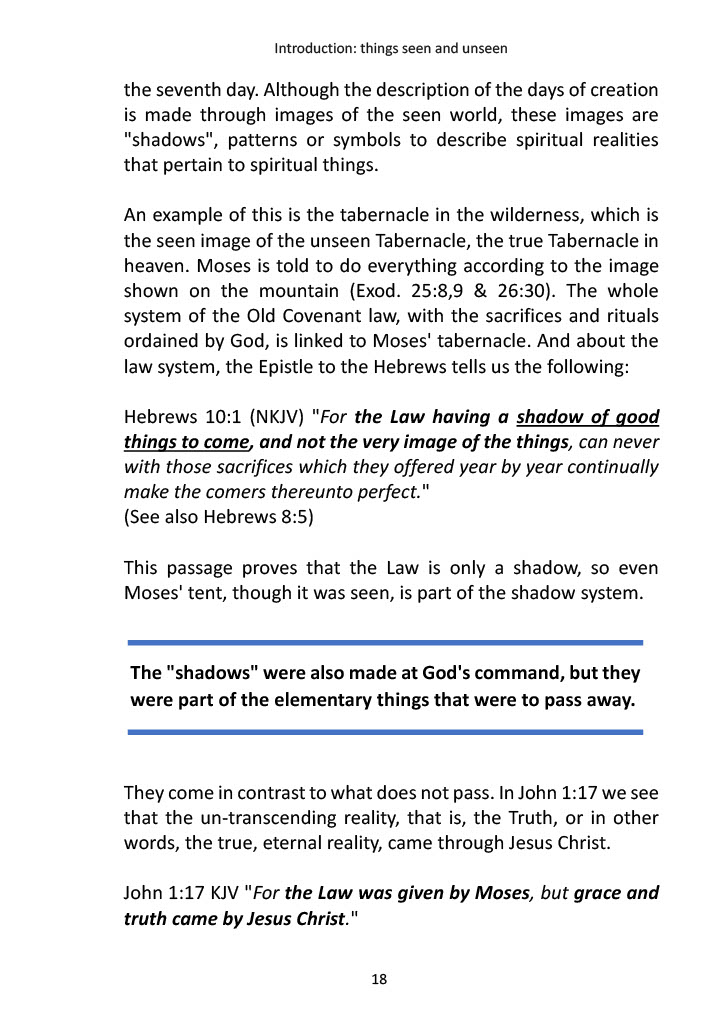 Introduction: things seen and unseen
the seventh day. Although the description of the days of creation
is made through images of the seen world, these images are
"shadows", patterns or symbols to describe spiritual realities
that pertain to spiritual things.
An example of this is the tabernacle in the wilderness, which is
the seen image of the unseen Tabernacle, the true Tabernacle in
heaven. Moses is told to do everything according to the image
shown on the mountain (Exod. 25:8,9 & 26:30). The whole
system of the Old Covenant law, with the sacrifices and rituals
ordained by God, is linked to Moses' tabernacle. And about the
law system, the Epistle to the Hebrews tells us the following:
Hebrews 10:1 (NKJV) "For the Law having a shadow of good
things to come, and not the very image of the things, can never
with those sacrifices which they offered year by year continually
make the comers thereunto perfect."
(See also Hebrews 8:5)
This passage proves that the Law is only a shadow, so even
Moses' tent, though it was seen, is part of the shadow system.
The "shadows" were also made at God's command, but they
were part of the elementary things that were to pass away.
They come in contrast to what does not pass. In John 1:17 we see
that the un-transcending reality, that is, the Truth, or in other
words, the true, eternal reality, came through Jesus Christ.
John 1:17 KJV "For the Law was given by Moses, but grace and
truth came by Jesus Christ."
18